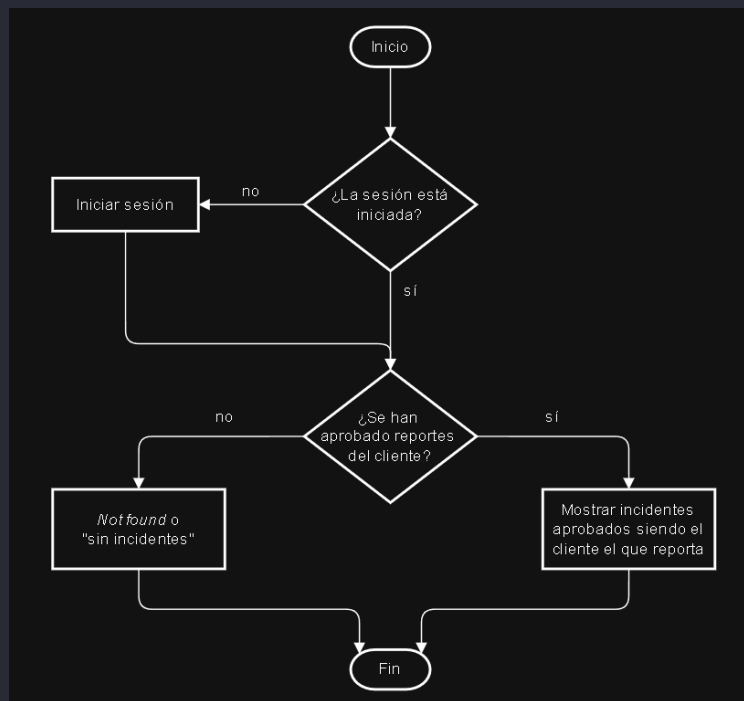 Inicio
¿La sesión está
iniciada?
no
Iniciar sesión
sí
¿Se han
aprobado reportes
del cliente?
no
sí
Not found o
"sin incidentes"
Mostrar incidentes
aprobados siendo el
cliente el que reporta
Fin